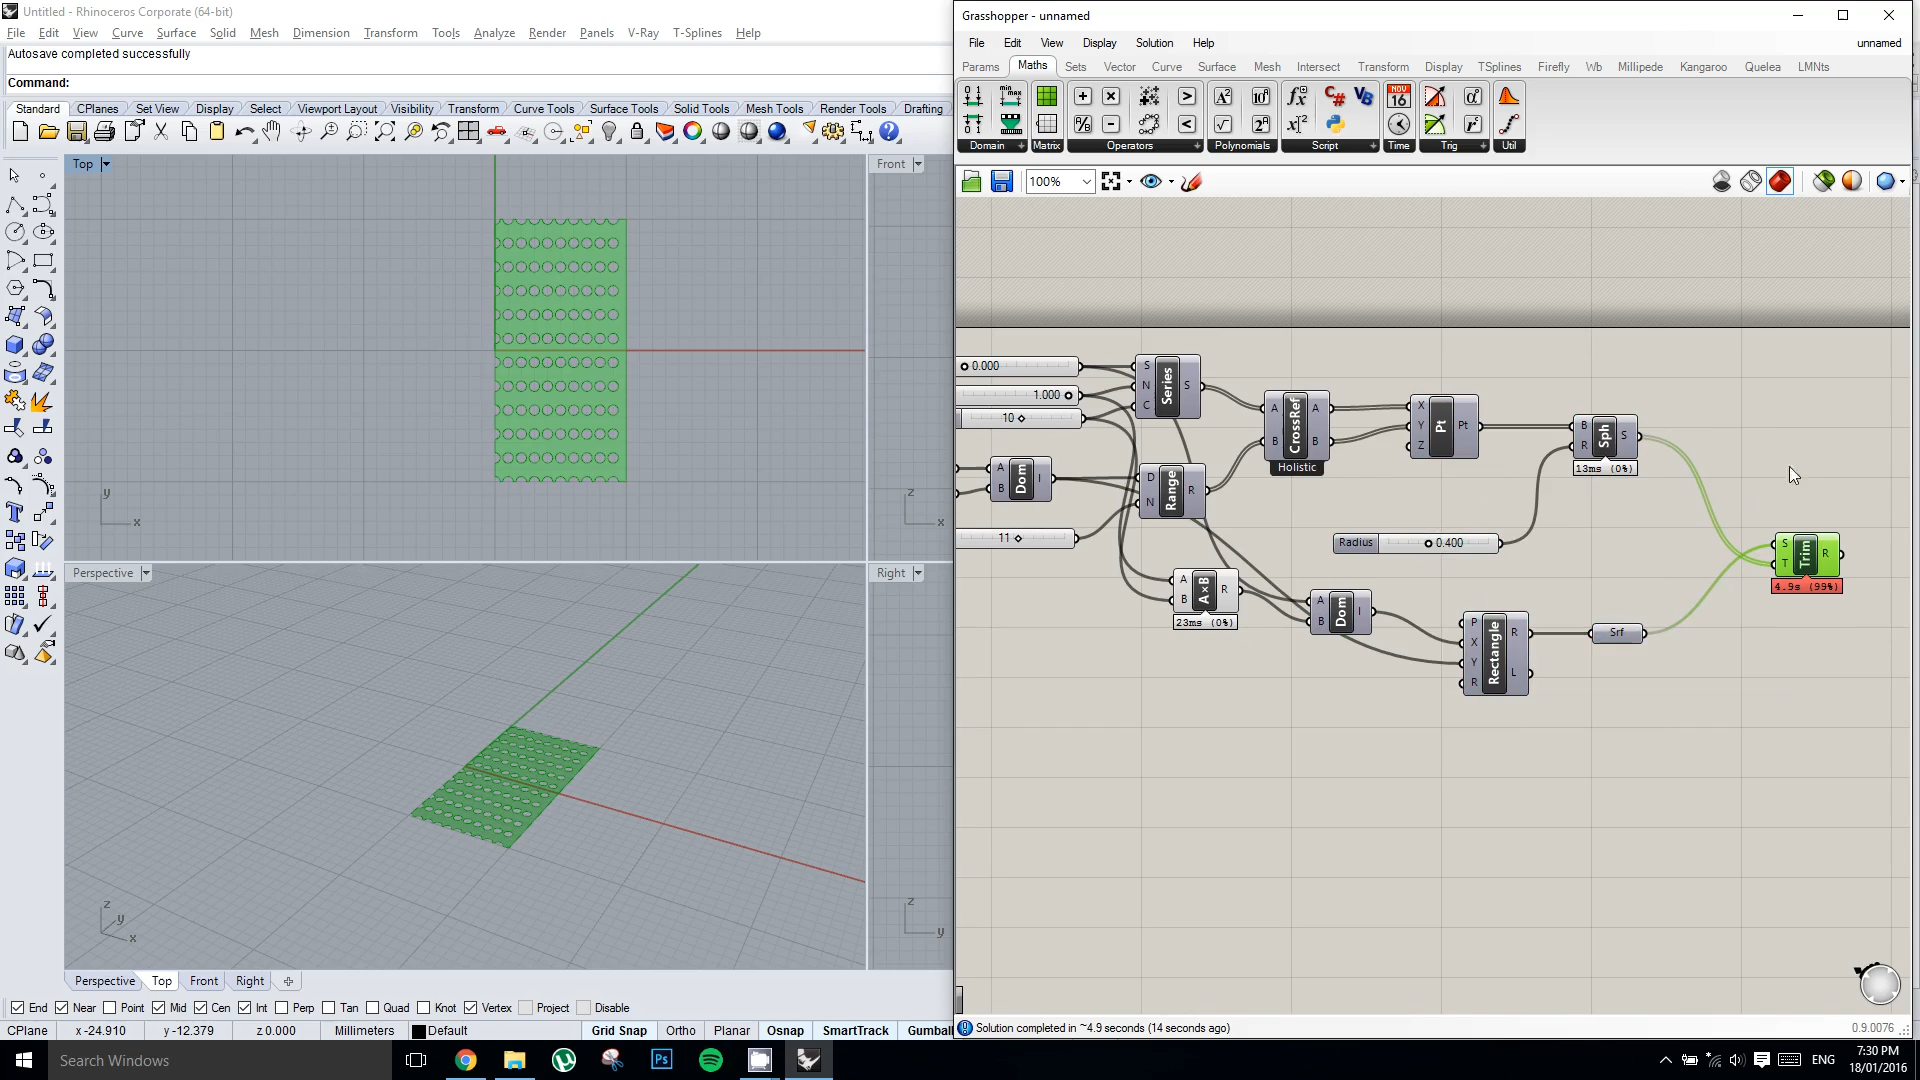 Untitled - Rhinoceros Corporate (64-bit)
File Edit View Curve Surface Solid Mesh Dimension Transform Tools Analyze Render Panels V-Ray T-Splines Help
Autosave completed successfully
Command:
Standard CPlanes Set View Display Select Viewport Layout Visibility Transform Curve Tools Surface Tools Solid Tools Mesh Tools Render Tools Drafting
Top
Front
y
x
z
x
Perspective
Right
z
y
x
z
y
Perspective Top Front Right
End Near Point Mid Cen Int Perp Tan Quad Knot Vertex Project Disable
CPlane x -24.910 y -12.379 z 0.000 Millimeters Default Grid Snap Ortho Planar Osnap SmartTrack Gumball
Grasshopper - unnamed
File Edit View Display Solution Help unnamed
Params Maths Sets Vector Curve Surface Mesh Intersect Transform Display TSplines Firefly Wb Millipede Kangaroo Quelea LMNts
Domain Matrix Operators Polynomials Script Time Trig Util
100%
0.000
1.000
10
S N C Series S
A B Dom I
11
D N Range R
A B CrossRef A B
Holistic
X Y Z Pt Pt
B R Sph S
13ms (0%)
Radius 0.400
S T Trim R
4.9s (99%)
A B A×B R
23ms (0%)
A B Dom I
P X Y R Rectangle R L
Srf
Solution completed in ~4.9 seconds (14 seconds ago) 0.9.0076
Search Windows
ENG
7:30 PM
18/01/2016